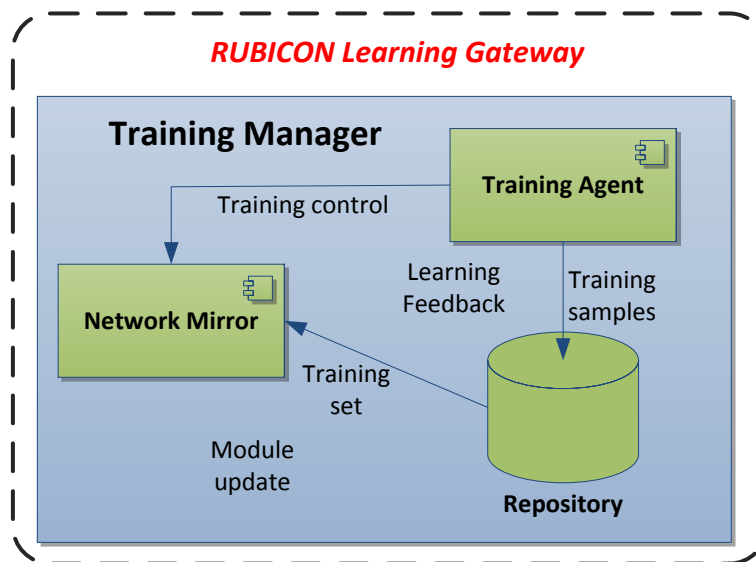 RUBICON Learning Gateway
Training Manager
Training Agent
Training control
Learning
Feedback
Training
samples
Network Mirror
Training
set
Module
update
Repository